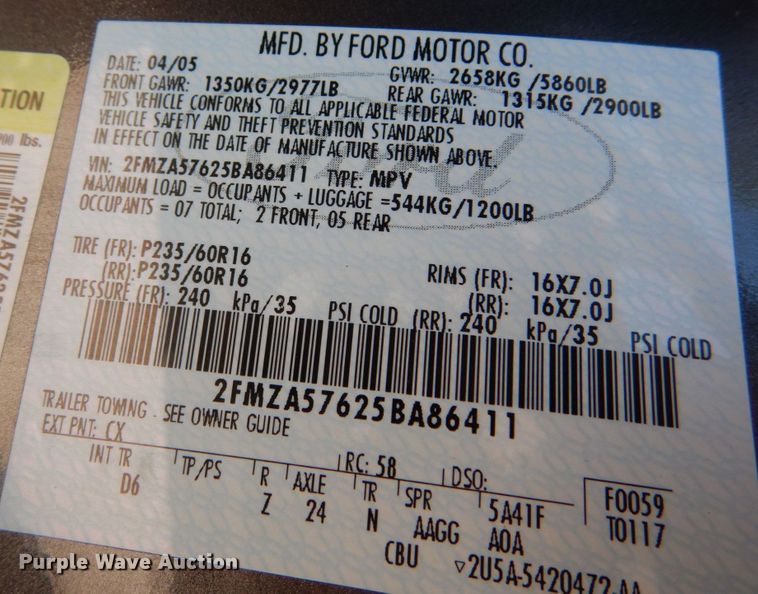 MFD. BY FORD MOTOR CO.
DATE: 04/05 GVWR: 2658KG /5860LB
FRONT GAWR: 1350KG/2977LB REAR GAWR: 1315KG /2900LB
THIS VEHICLE CONFORMS TO ALL APPLICABLE FEDERAL MOTOR
VEHICLE SAFETY AND THEFT PREVENTION STANDARDS
IN EFFECT ON THE DATE OF MANUFACTURE SHOWN ABOVE.
VIN: 2FMZA57625BA86411 TYPE: MPV
MAXIMUM LOAD = OCCUPANTS + LUGGAGE =544KG/1200LB
OCCUPANTS = 07 TOTAL; 2 FRONT, 05 REAR
TIRE (FR): P235/60R16 RIMS (FR): 16X7.0J
(RR): P235/60R16 (RR): 16X7.0J
PRESSURE (FR): 240 kPa/35 PSI COLD (RR): 240 kPa/35 PSI COLD
2FMZA57625BA86411
TRAILER TOWING - SEE OWNER GUIDE
EXT PNT: CX RC: 58 DSO: F0059
INT TR TP/PS R AXLE TR SPR 5A41F T0117
D6 Z 24 N AAGG A0A
CBU ▽2U5A-5420472-AA
TION
00 lbs.
2FMZA576
Ford
Purple Wave Auction